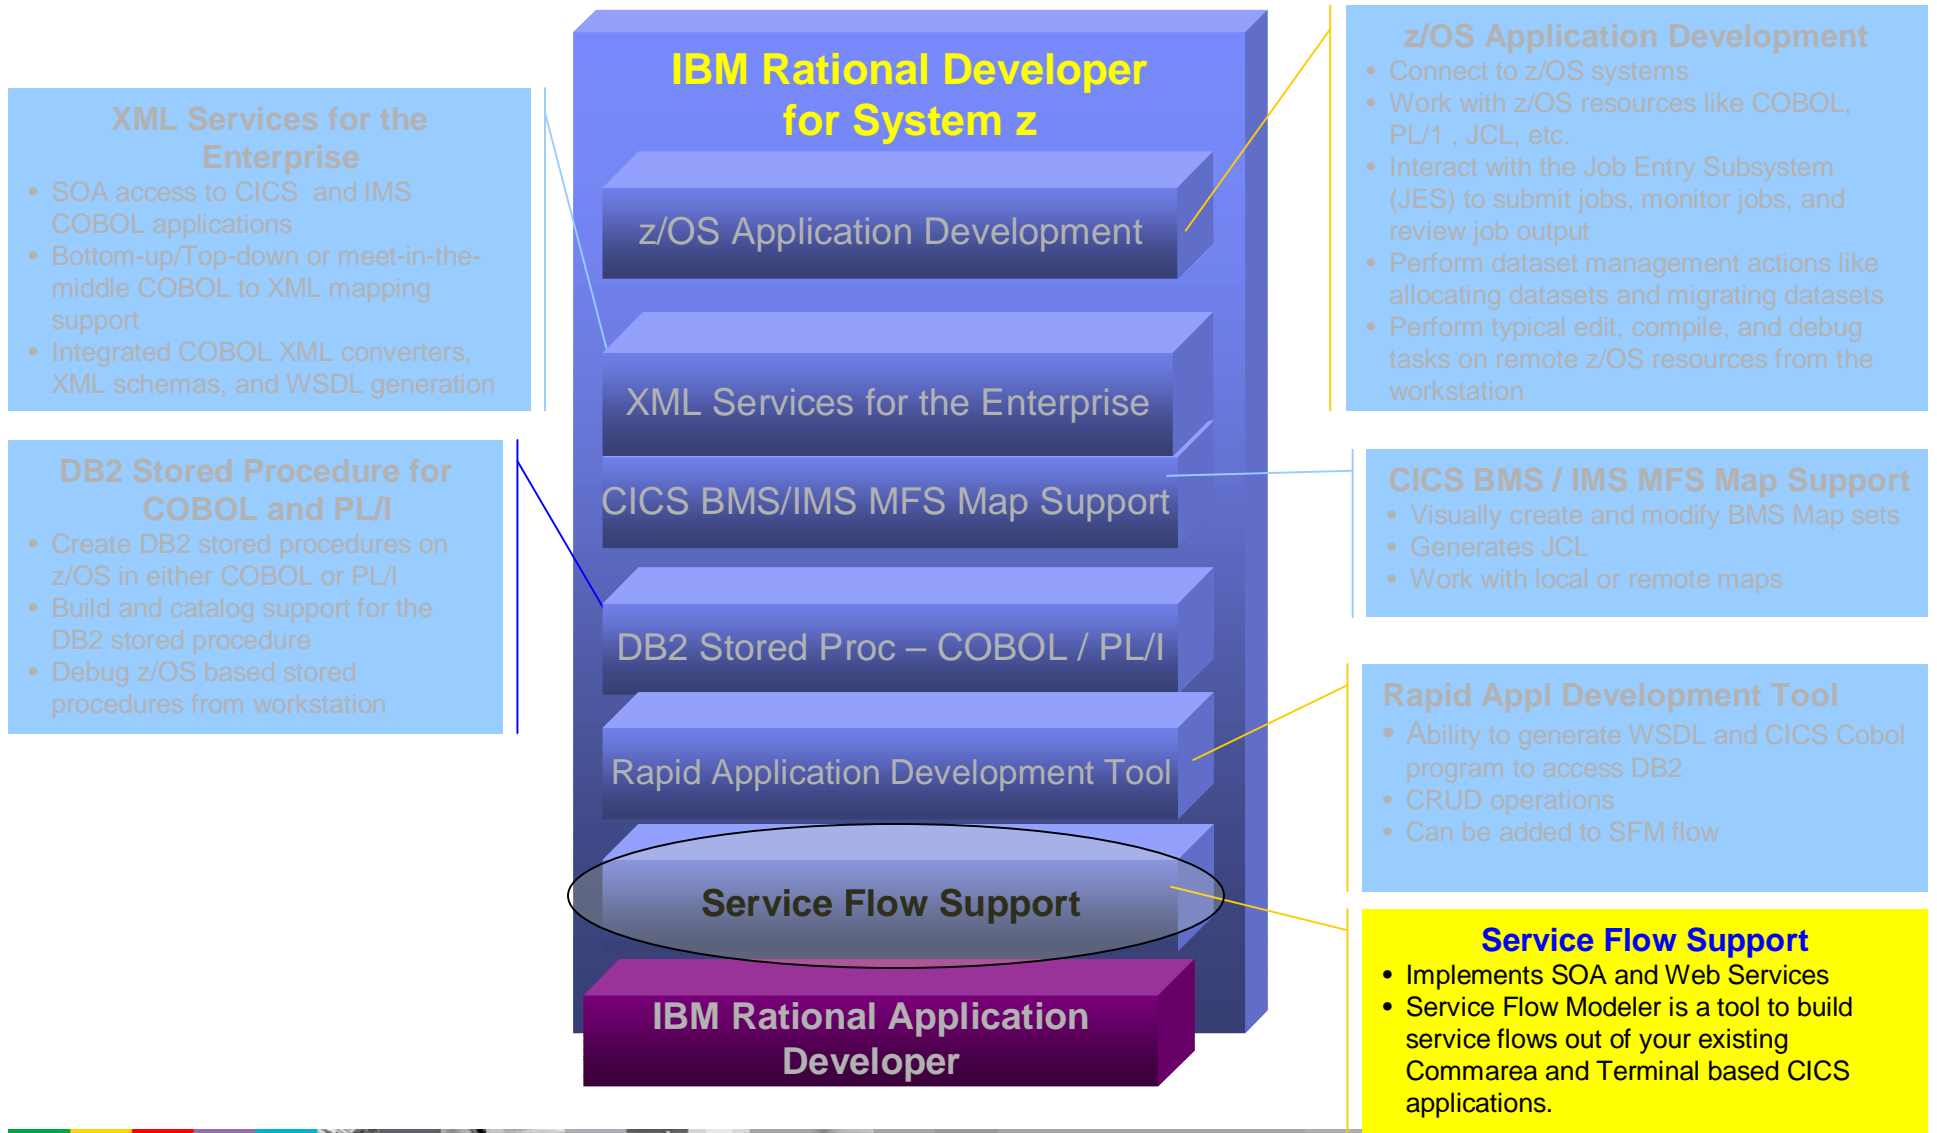 IBM Rational Developer
for System z
z/OS Application Development
XML Services for the Enterprise
CICS BMS/IMS MFS Map Support
DB2 Stored Proc – COBOL / PL/I
Rapid Application Development Tool
Service Flow Support
IBM Rational Application
Developer
XML Services for the
Enterprise
• SOA access to CICS and IMS
COBOL applications
• Bottom-up/Top-down or meet-in-the-
middle COBOL to XML mapping
support
• Integrated COBOL XML converters,
XML schemas, and WSDL generation
DB2 Stored Procedure for
COBOL and PL/I
• Create DB2 stored procedures on
z/OS in either COBOL or PL/I
• Build and catalog support for the
DB2 stored procedure
• Debug z/OS based stored
procedures from workstation
z/OS Application Development
• Connect to z/OS systems
• Work with z/OS resources like COBOL,
PL/1 , JCL, etc.
• Interact with the Job Entry Subsystem
(JES) to submit jobs, monitor jobs, and
review job output
• Perform dataset management actions like
allocating datasets and migrating datasets
• Perform typical edit, compile, and debug
tasks on remote z/OS resources from the
workstation
CICS BMS / IMS MFS Map Support
• Visually create and modify BMS Map sets
• Generates JCL
• Work with local or remote maps
Rapid Appl Development Tool
• Ability to generate WSDL and CICS Cobol
program to access DB2
• CRUD operations
• Can be added to SFM flow
Service Flow Support
• Implements SOA and Web Services
• Service Flow Modeler is a tool to build
service flows out of your existing
Commarea and Terminal based CICS
applications.